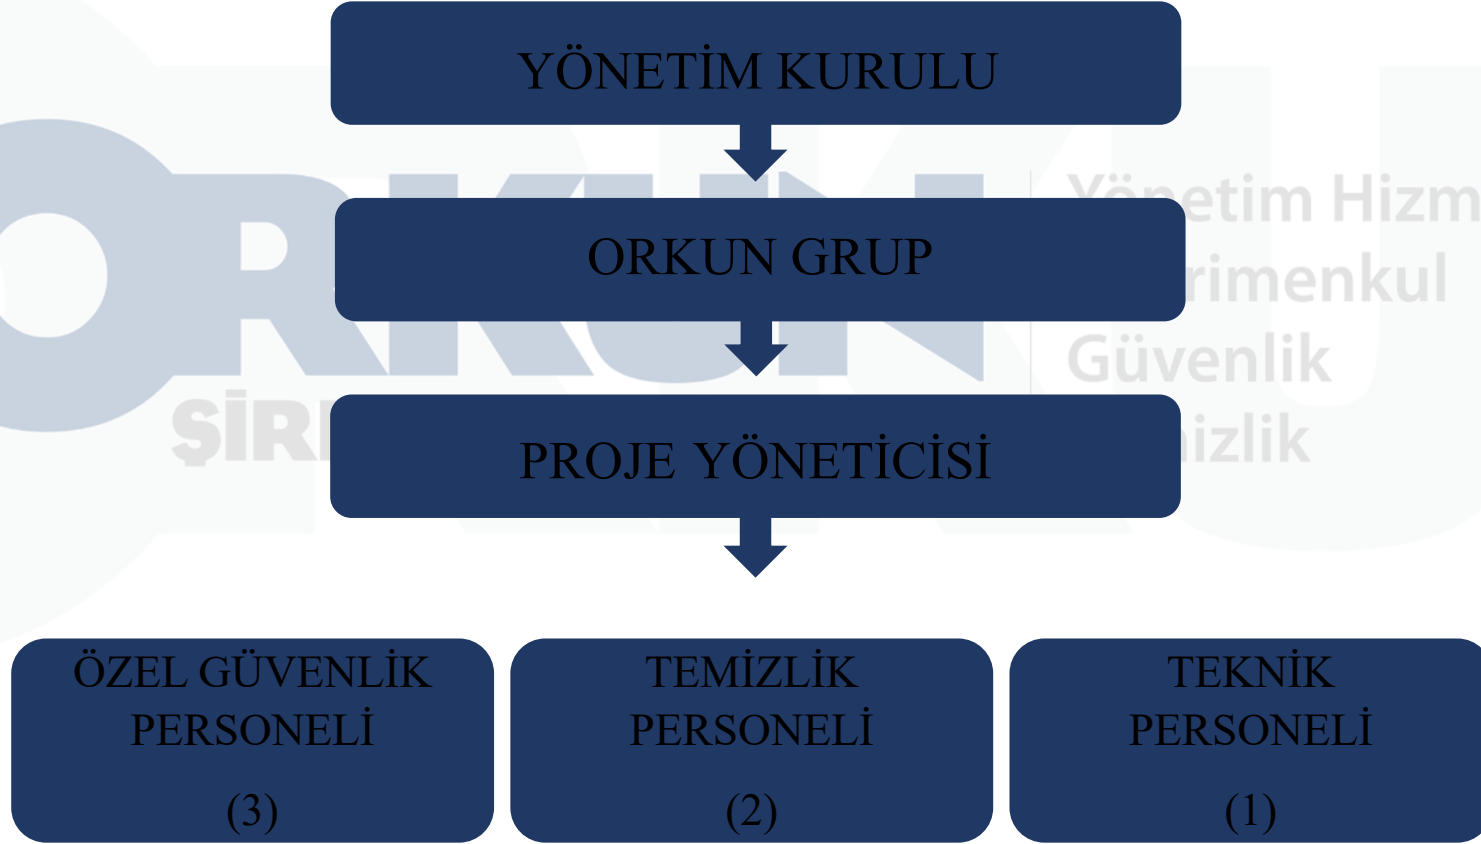 YÖNETİM KURULU
ORKUN GRUP
PROJE YÖNETİCİSİ
ÖZEL GÜVENLİK
PERSONELİ
(3)
TEMİZLİK
PERSONELİ
(2)
TEKNİK
PERSONELİ
(1)
ORKUN
Güvenlik